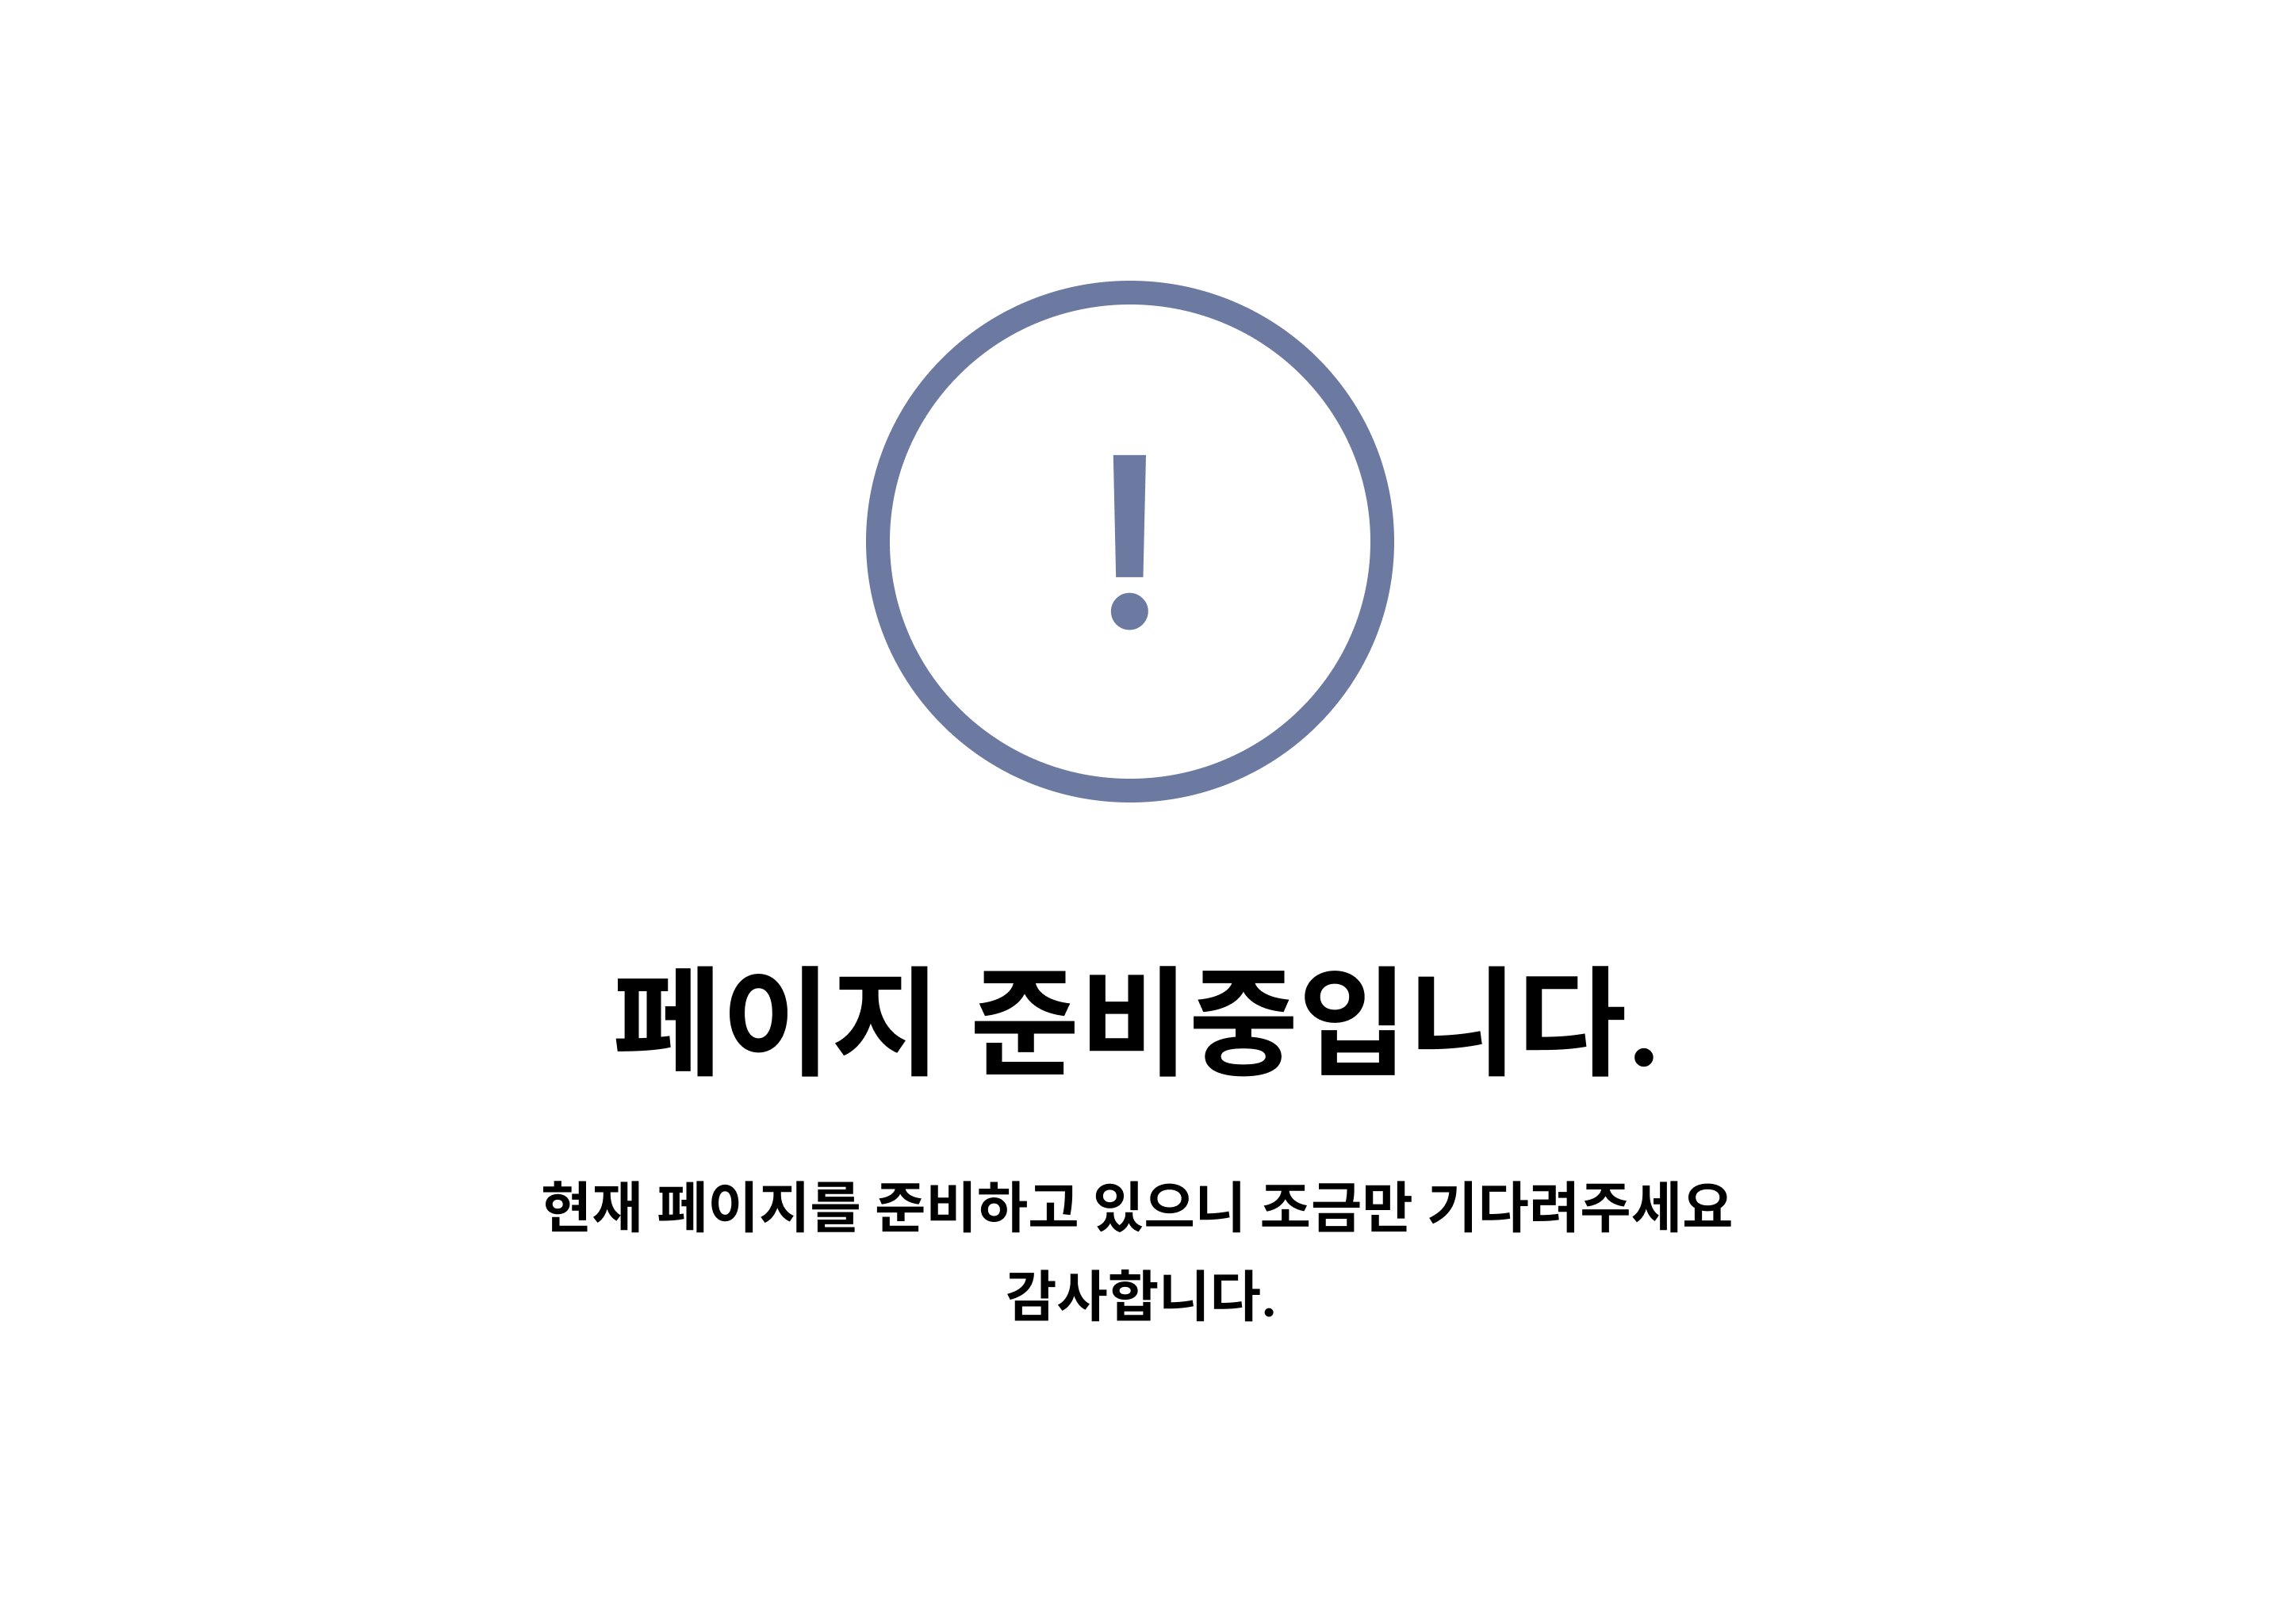 !
페이지 준비중입니다.
현재 페이지를 준비하고 있으니 조금만 기다려주세요
감사합니다.